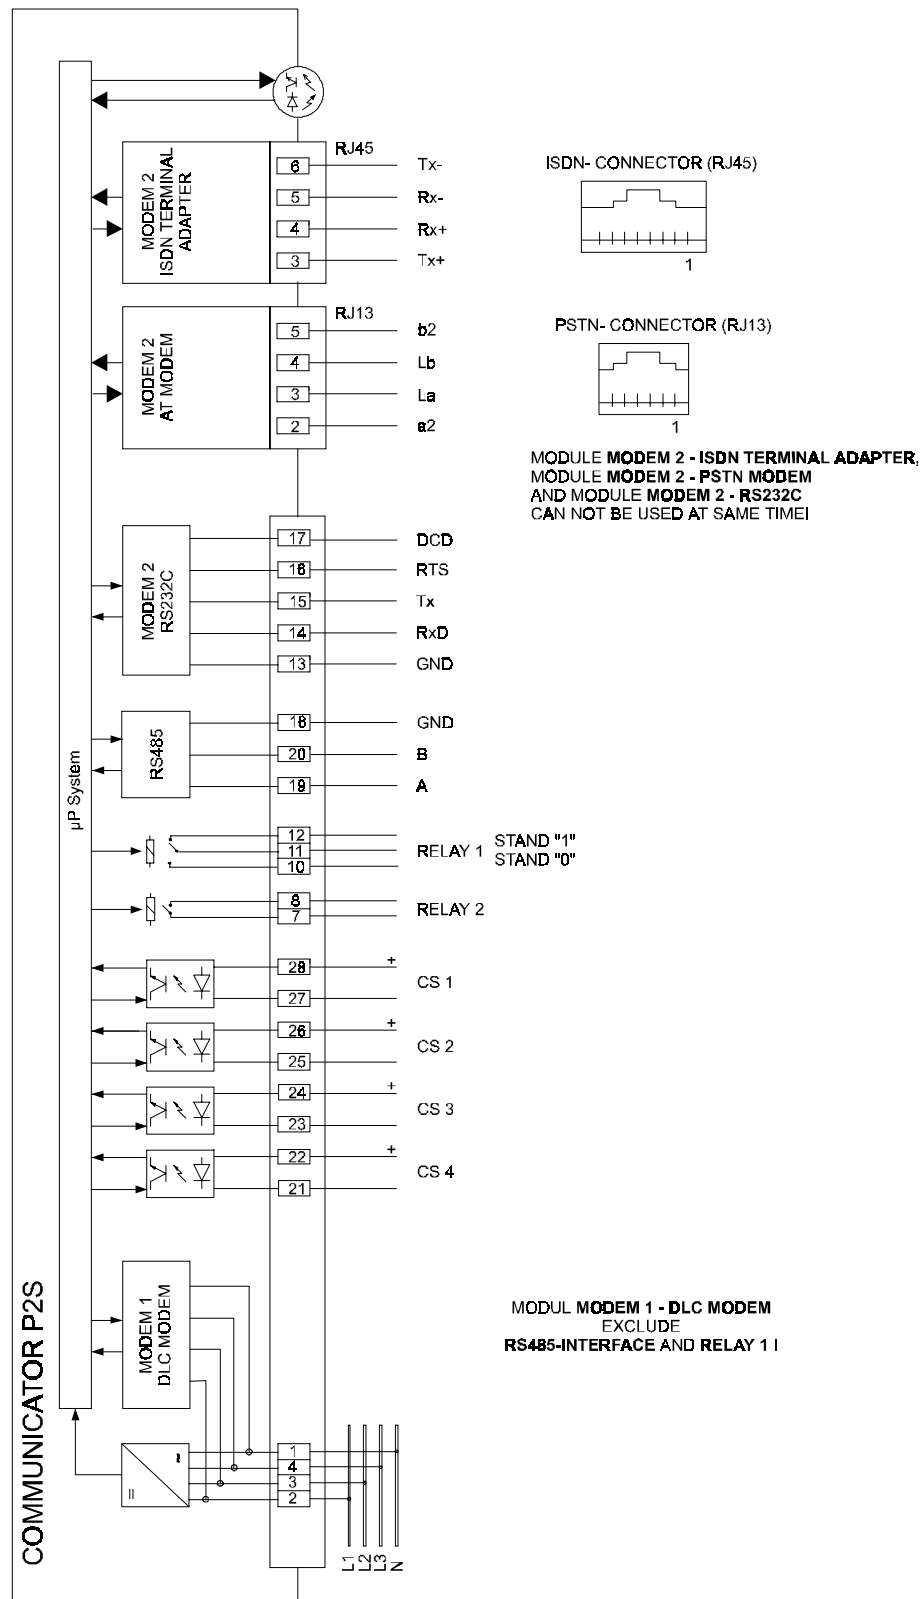 RJ45
MODEM 2
ISDN TERMINAL
ADAPTER
6 Tx-
5 Rx-
4 Rx+
3 Tx+
ISDN- CONNECTOR (RJ45)
1
RJ13
MODEM 2
AT MODEM
5 b2
4 Lb
3 La
2 a2
PSTN- CONNECTOR (RJ13)
1
MODULE MODEM 2 - ISDN TERMINAL ADAPTER,
MODULE MODEM 2 - PSTN MODEM
AND MODULE MODEM 2 - RS232C
CAN NOT BE USED AT SAME TIME!
MODEM 2
RS232C
17 DCD
16 RTS
15 Tx
14 RxD
13 GND
RS485
18 GND
20 B
19 A
µP System
12
11
10
RELAY 1
STAND "1"
STAND "0"
8
7
RELAY 2
28 +
27
CS 1
26 +
25
CS 2
24 +
23
CS 3
22 +
21
CS 4
MODEM 1
DLC MODEM
MODUL MODEM 1 - DLC MODEM
EXCLUDE
RS485-INTERFACE AND RELAY 1 !
COMMUNICATOR P2S
~
=
1
4
3
2
L1
L2
L3
N